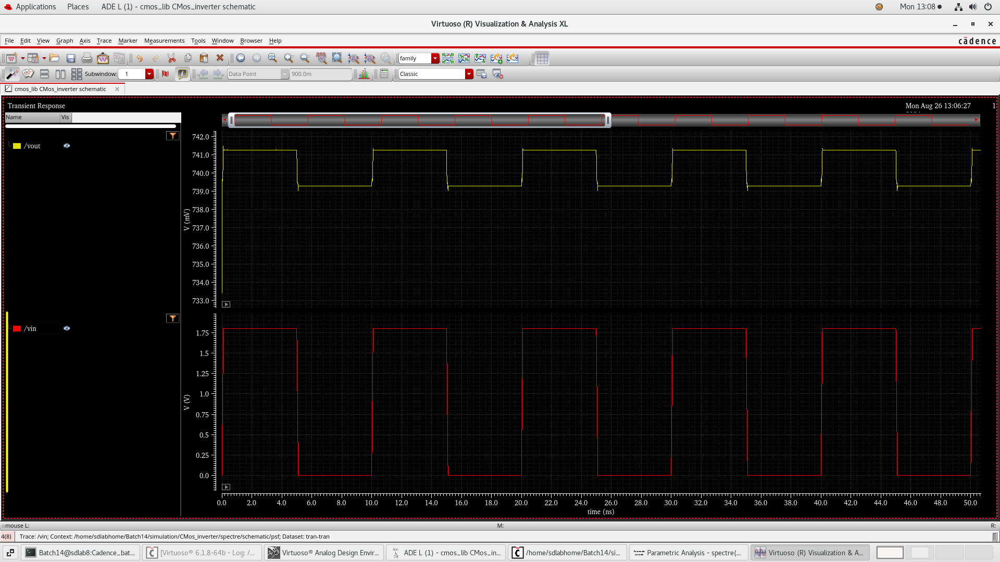 Applications Places ADE L (1) - cmos_lib CMos_inverter schematic Mon 13:08
Virtuoso (R) Visualization & Analysis XL
File Edit View Graph Axis Trace Marker Measurements Tools Options Window Browser Help
cādence
family
Subwindow: 1 Data Point 900.0m Classic
cmos_lib CMos_inverter schematic
Transient Response
Mon Aug 26 13:06:27 1
Name Vis
/vout
742.0
741.0
740.0
739.0
738.0
737.0
736.0
735.0
734.0
733.0
V (mV)
/vin
1.75
1.5
1.25
1.0
0.75
0.5
0.25
0.0
V (V)
0.0 2.0 4.0 6.0 8.0 10.0 12.0 14.0 16.0 18.0 20.0 22.0 24.0 26.0 28.0 30.0 32.0 34.0 36.0 38.0 40.0 42.0 44.0 46.0 48.0 50.0
time (ns)
mouse L: M: R:
4(8) Trace: /vin; Context: /home/sdlabhome/Batch14/simulation/CMos_inverter/spectre/schematic/psf; Dataset: tran-tran
Batch14@sdlab8:Cadence_bat... [Virtuoso® 6.1.8-64b - Log: /... Virtuoso® Analog Design Envir... ADE L (1) - cmos_lib CMos_in... /home/sdlabhome/Batch14/si... Parametric Analysis - spectre(... Virtuoso (R) Visualization & A...